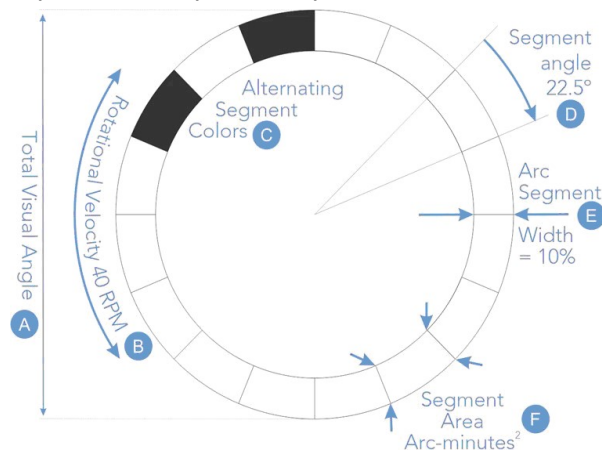 Total Visual Angle
A
Rotational Velocity 40 RPM
B
Alternating
Segment
Colors C
Segment
angle
22.5°
D
Arc
Segment
E
Width
= 10%
Segment
Area F
Arc-minutes²